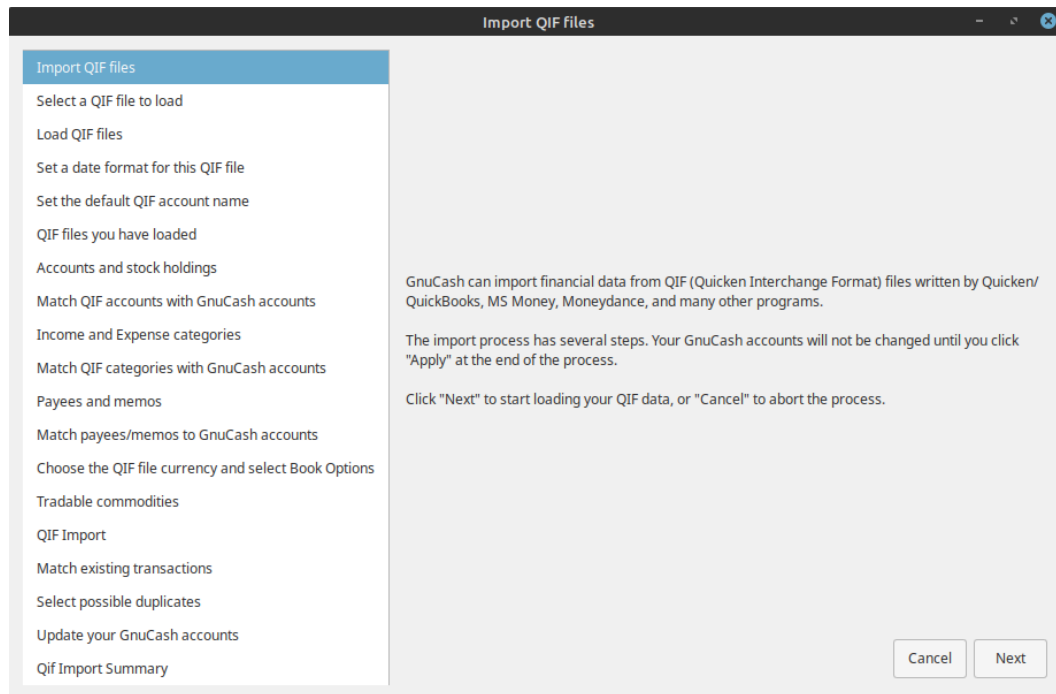 Import QIF files
Import QIF files
Select a QIF file to load
Load QIF files
Set a date format for this QIF file
Set the default QIF account name
QIF files you have loaded
Accounts and stock holdings
Match QIF accounts with GnuCash accounts
Income and Expense categories
Match QIF categories with GnuCash accounts
Payees and memos
Match payees/memos to GnuCash accounts
Choose the QIF file currency and select Book Options
Tradable commodities
QIF Import
Match existing transactions
Select possible duplicates
Update your GnuCash accounts
Qif Import Summary
GnuCash can import financial data from QIF (Quicken Interchange Format) files written by Quicken/
QuickBooks, MS Money, Moneydance, and many other programs.
The import process has several steps. Your GnuCash accounts will not be changed until you click
"Apply" at the end of the process.
Click "Next" to start loading your QIF data, or "Cancel" to abort the process.
Cancel
Next